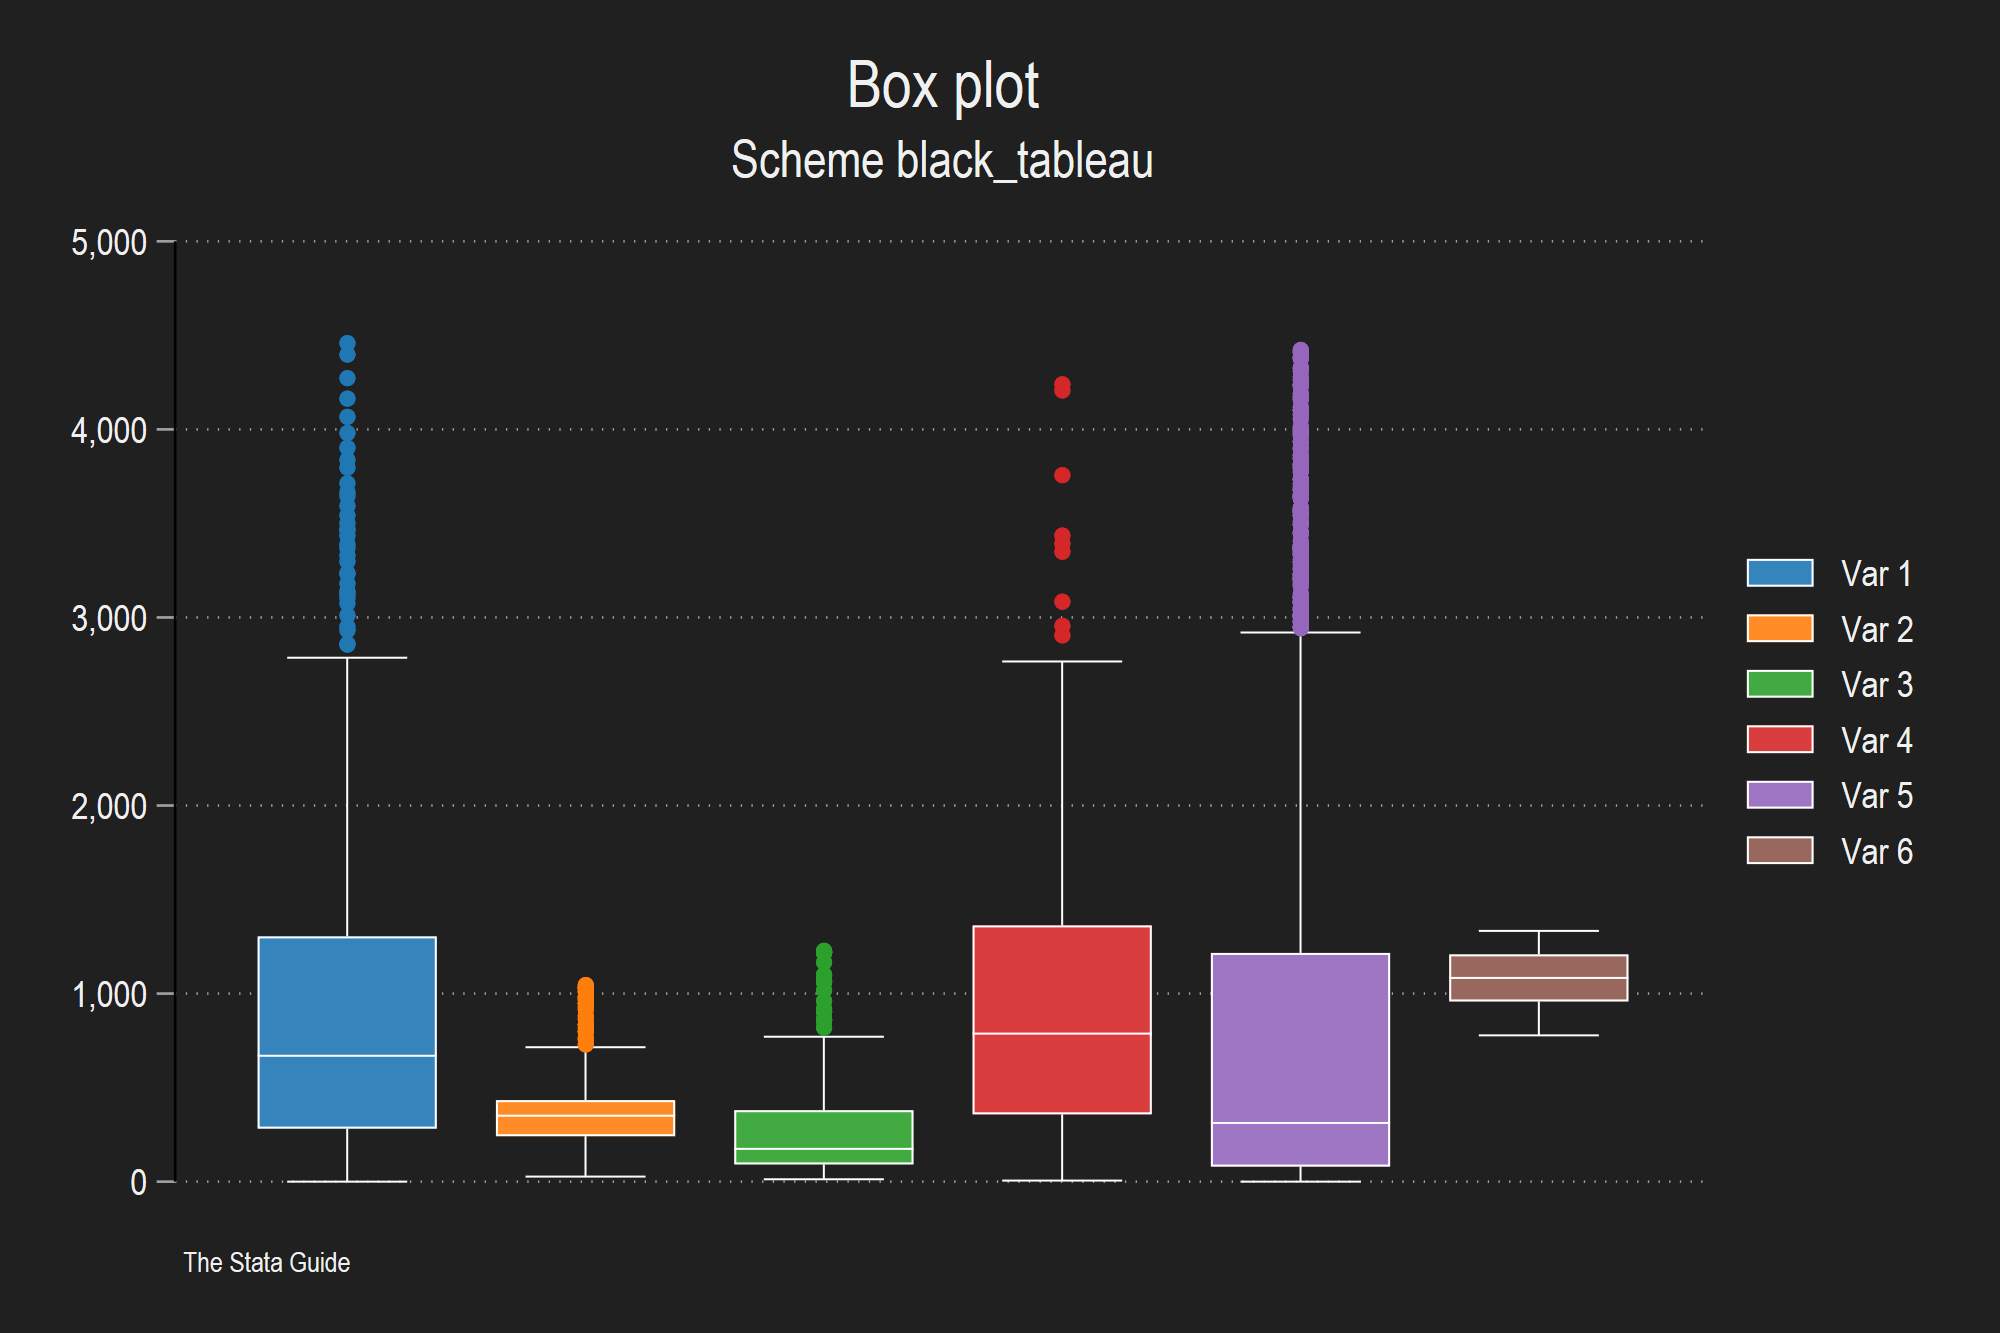 Box plot
Scheme black_tableau
5,000
4,000
3,000
2,000
1,000
0
Var 1
Var 2
Var 3
Var 4
Var 5
Var 6
The Stata Guide